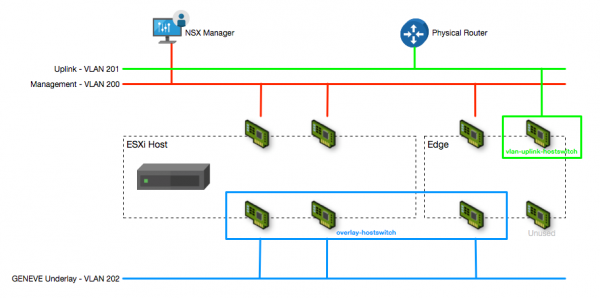 NSX Manager
Physical Router
Uplink - VLAN 201
Management - VLAN 200
ESXi Host
Edge
vlan-uplink-hostswitch
overlay-hostswitch
Unused
GENEVE Underlay - VLAN 202